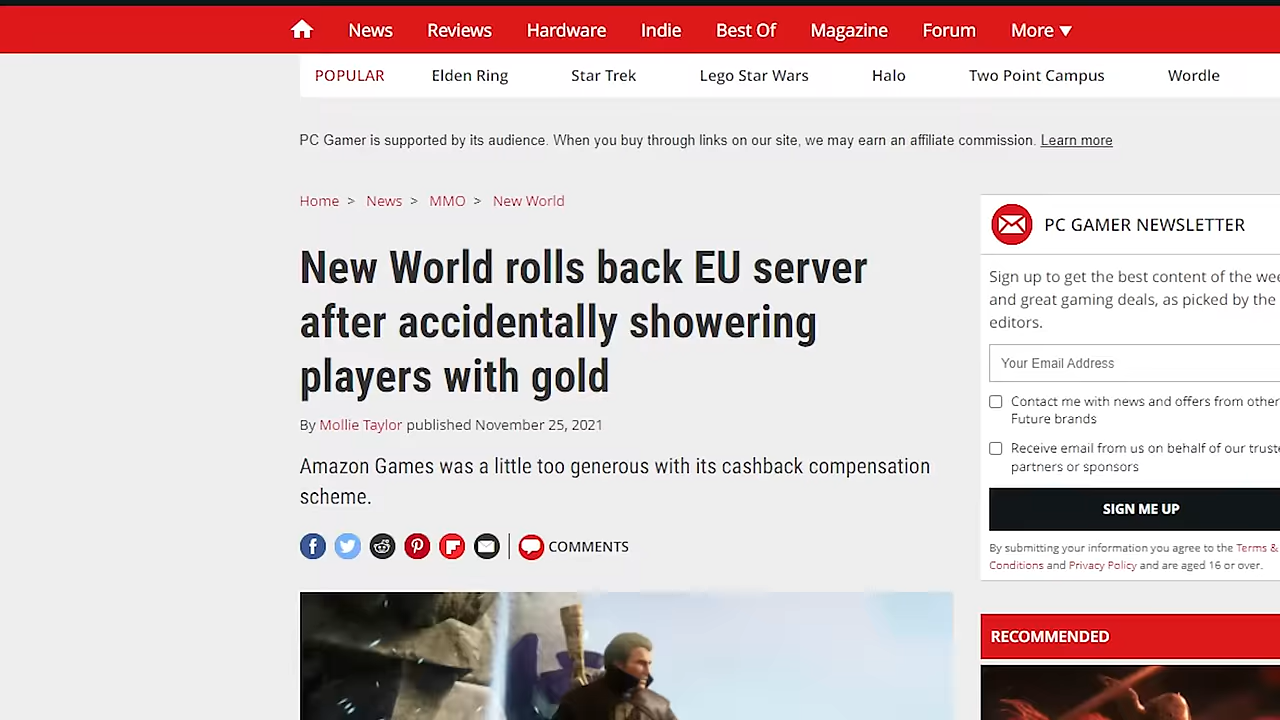 News Reviews Hardware Indie Best Of Magazine Forum More
POPULAR Elden Ring Star Trek Lego Star Wars Halo Two Point Campus Wordle
PC Gamer is supported by its audience. When you buy through links on our site, we may earn an affiliate commission. Learn more
Home > News > MMO > New World
New World rolls back EU server
after accidentally showering
players with gold
By Mollie Taylor published November 25, 2021
Amazon Games was a little too generous with its cashback compensation
scheme.
COMMENTS
PC GAMER NEWSLETTER
Sign up to get the best content of the wee
and great gaming deals, as picked by the
editors.
Your Email Address
Contact me with news and offers from other
Future brands
Receive email from us on behalf of our truste
partners or sponsors
SIGN ME UP
By submitting your information you agree to the Terms &
Conditions and Privacy Policy and are aged 16 or over.
RECOMMENDED